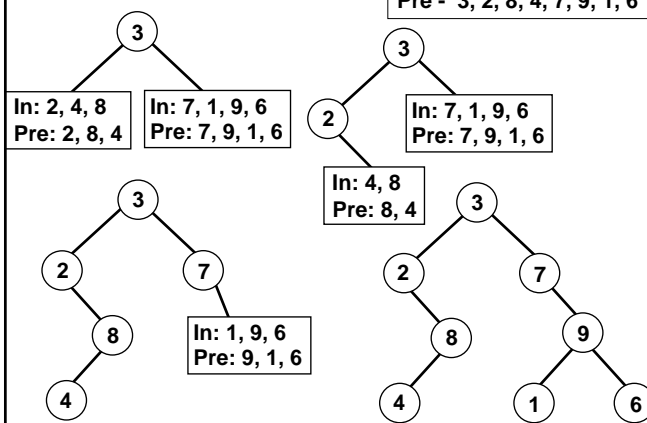 Pre - 3, 2, 8, 4, 7, 9, 1, 6
3
In: 2, 4, 8
Pre: 2, 8, 4
In: 7, 1, 9, 6
Pre: 7, 9, 1, 6
3
2
In: 7, 1, 9, 6
Pre: 7, 9, 1, 6
In: 4, 8
Pre: 8, 4
3
2
7
8
In: 1, 9, 6
Pre: 9, 1, 6
4
3
2
7
8
9
4
1
6